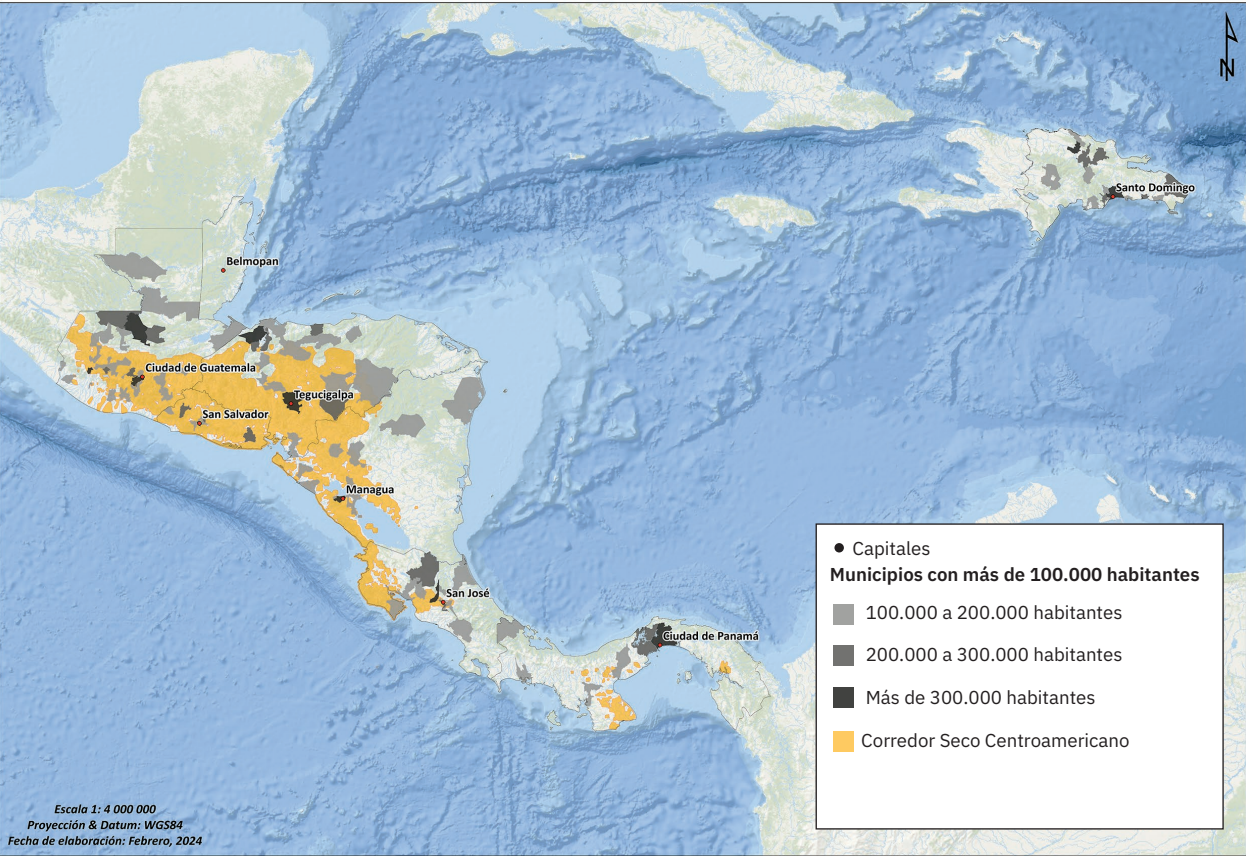 N
Santo Domingo
Belmopan
Ciudad de Guatemala
Tegucigalpa
San Salvador
Managua
San José
Ciudad de Panamá
Capitales
Municipios con más de 100.000 habitantes
100.000 a 200.000 habitantes
200.000 a 300.000 habitantes
Más de 300.000 habitantes
Corredor Seco Centroamericano
Escala 1: 4 000 000
Proyección & Datum: WGS84
Fecha de elaboración: Febrero, 2024